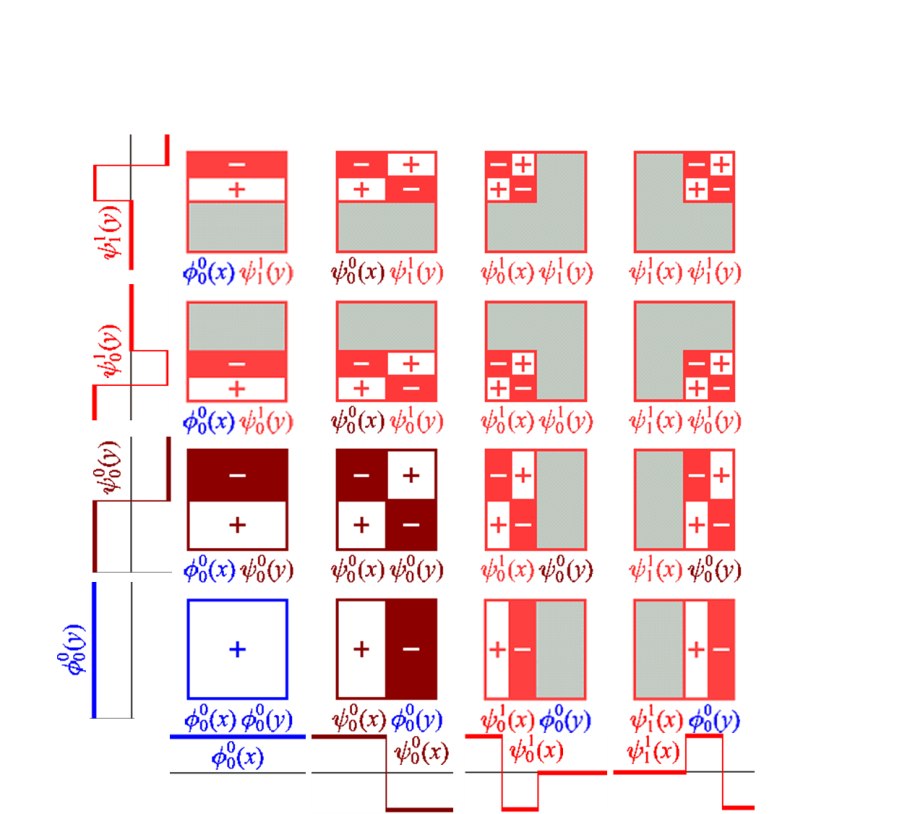 − − + − + − +
+ + − + − + −
ψ₁¹(y)
ϕ₀⁰(x) ψ₁¹(y) ψ₀⁰(x) ψ₁¹(y) ψ₀¹(x) ψ₁¹(y) ψ₁¹(x) ψ₁¹(y)
ψ₀¹(y)
− − + − + − +
+ + − + − + −
ϕ₀⁰(x) ψ₀¹(y) ψ₀⁰(x) ψ₀¹(y) ψ₀¹(x) ψ₀¹(y) ψ₁¹(x) ψ₀¹(y)
ψ₀⁰(y)
− − + − + − +
+ + − + − + −
ϕ₀⁰(x) ψ₀⁰(y) ψ₀⁰(x) ψ₀⁰(y) ψ₀¹(x) ψ₀⁰(y) ψ₁¹(x) ψ₀⁰(y)
ϕ₀⁰(y)
+ + − + − + −
ϕ₀⁰(x) ϕ₀⁰(y) ψ₀⁰(x) ϕ₀⁰(y) ψ₀¹(x) ϕ₀⁰(y) ψ₁¹(x) ϕ₀⁰(y)
ϕ₀⁰(x) ψ₀⁰(x) ψ₀¹(x) ψ₁¹(x)